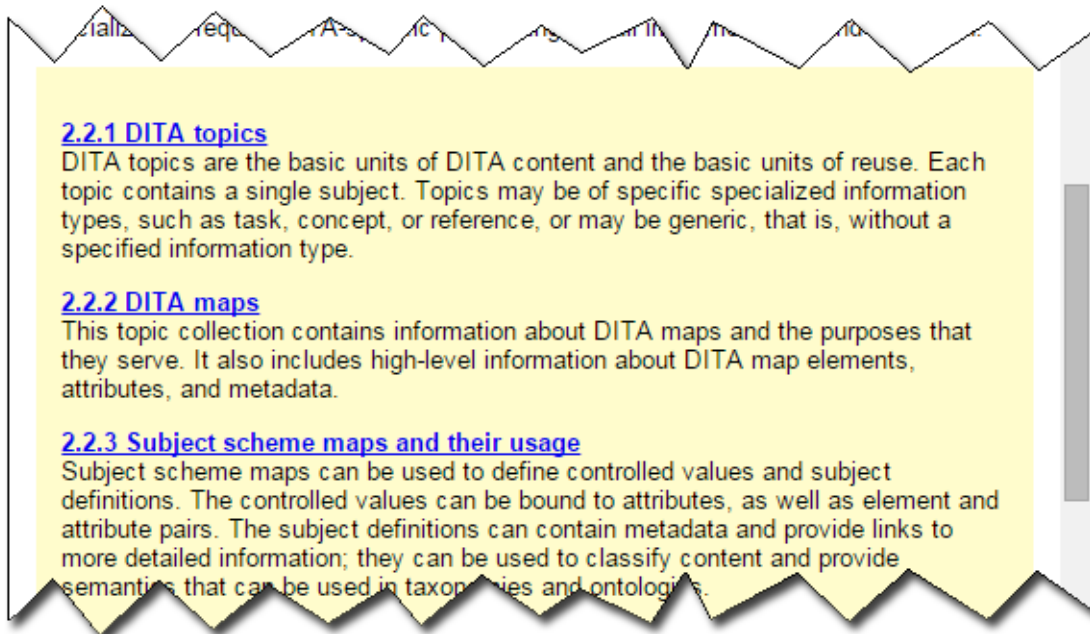 2.2.1 DITA topics
DITA topics are the basic units of DITA content and the basic units of reuse. Each
topic contains a single subject. Topics may be of specific specialized information
types, such as task, concept, or reference, or may be generic, that is, without a
specified information type.
2.2.2 DITA maps
This topic collection contains information about DITA maps and the purposes that
they serve. It also includes high-level information about DITA map elements,
attributes, and metadata.
2.2.3 Subject scheme maps and their usage
Subject scheme maps can be used to define controlled values and subject
definitions. The controlled values can be bound to attributes, as well as element and
attribute pairs. The subject definitions can contain metadata and provide links to
more detailed information; they can be used to classify content and provide
semantics that can be used in taxonomies and ontologies.